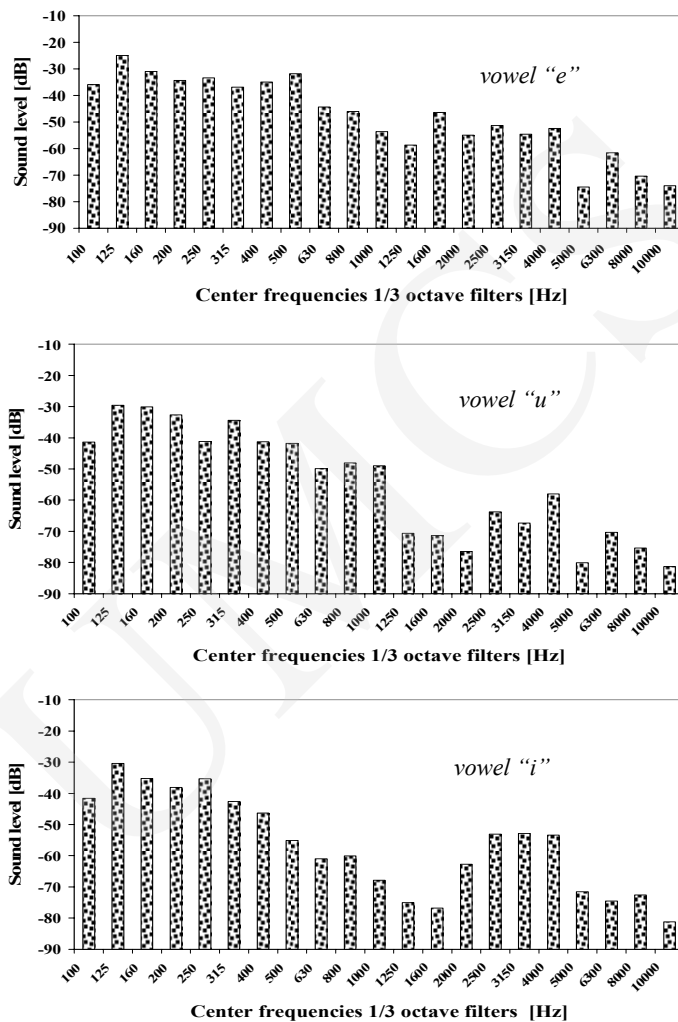 -10
-20
-30
-40
-50
-60
-70
-80
-90
Sound level [dB]
vowel “e”
100 125 160 200 250 315 400 500 630 800 1000 1250 1600 2000 2500 3150 4000 5000 6300 8000 10000
Center frequencies 1/3 octave filters [Hz]
-10
-20
-30
-40
-50
-60
-70
-80
-90
Sound level [dB]
vowel “u”
100 125 160 200 250 315 400 500 630 800 1000 1250 1600 2000 2500 3150 4000 5000 6300 8000 10000
Center frequencies 1/3 octave filters [Hz]
-10
-20
-30
-40
-50
-60
-70
-80
-90
Sound level [dB]
vowel “i”
100 125 160 200 250 315 400 500 630 800 1000 1250 1600 2000 2500 3150 4000 5000 6300 8000 10000
Center frequencies 1/3 octave filters [Hz]
UMCS